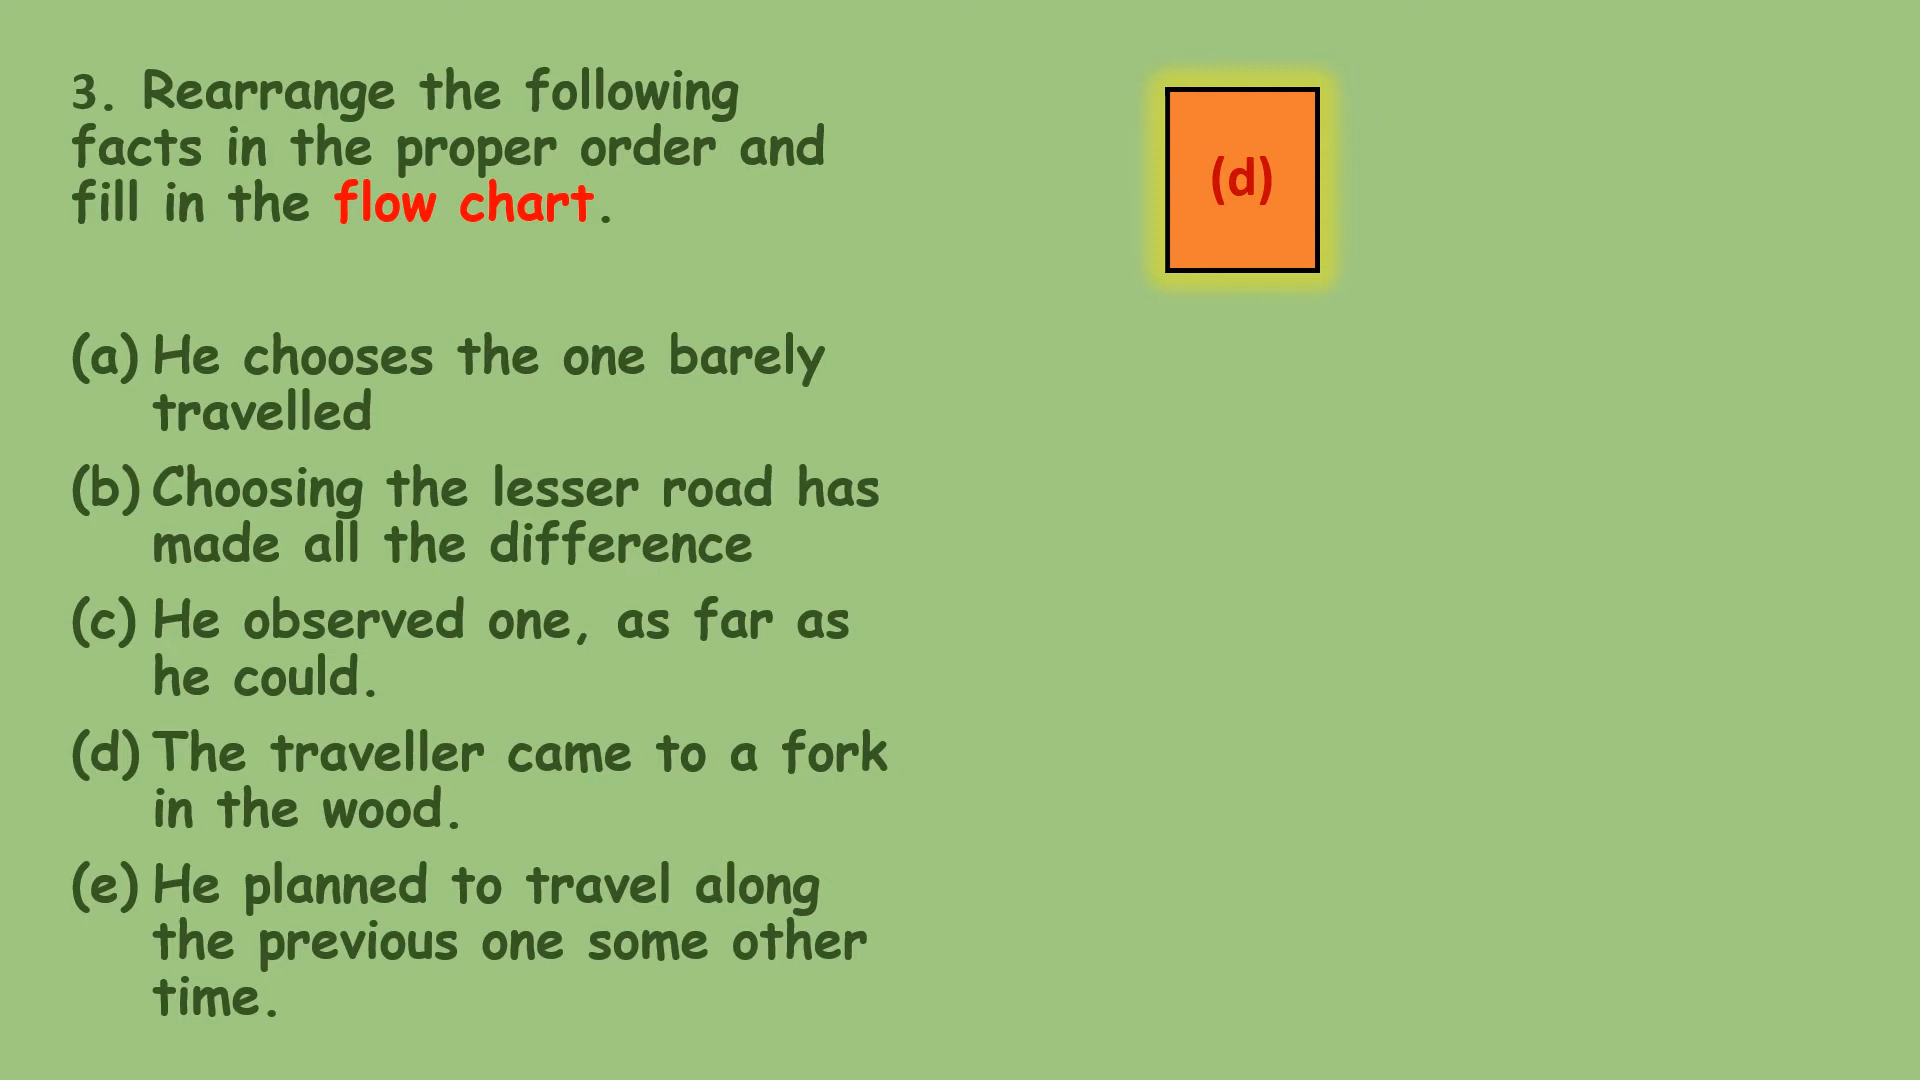 3. Rearrange the following
facts in the proper order and
fill in the flow chart.
(a) He chooses the one barely
travelled
(b) Choosing the lesser road has
made all the difference
(c) He observed one, as far as
he could.
(d) The traveller came to a fork
in the wood.
(e) He planned to travel along
the previous one some other
time.
(d)